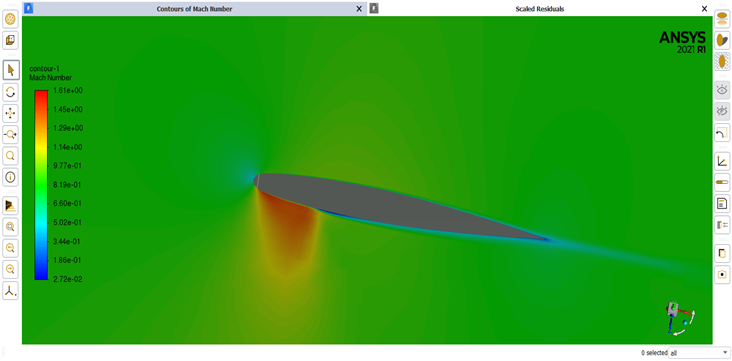 Contours of Mach Number
X
Scaled Residuals
X
ANSYS
2021 R1
contour-1
Mach Number
1.61e+00
1.45e+00
1.29e+00
1.14e+00
9.77e-01
8.19e-01
6.60e-01
5.02e-01
3.44e-01
1.86e-01
2.72e-02
0 selected all